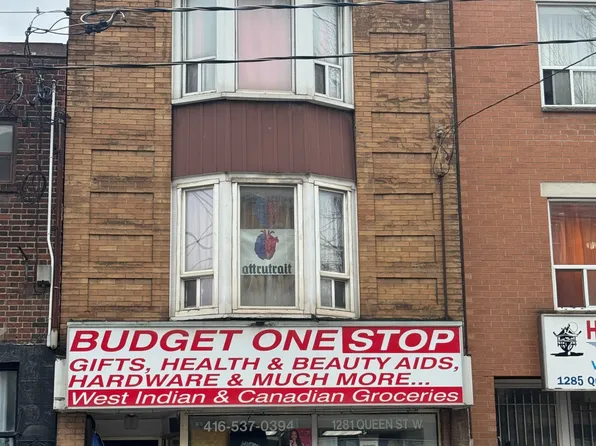 attrutrait
BUDGET ONE STOP
GIFTS, HEALTH & BEAUTY AIDS,
HARDWARE & MUCH MORE...
West Indian & Canadian Groceries
416-537-0394 1281 QUEEN ST W.
H
1285